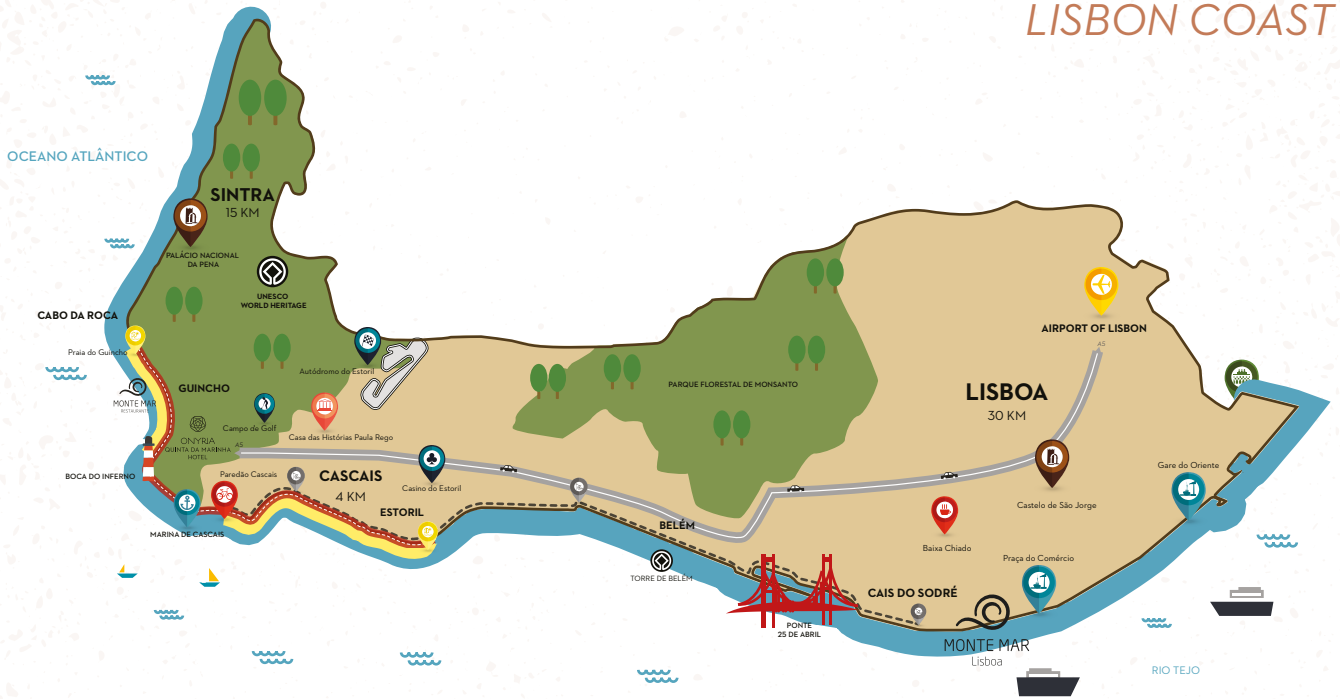 LISBON COAST
OCEANO ATLÂNTICO
SINTRA
15 KM
PALÁCIO NACIONAL
DA PENA
UNESCO
WORLD HERITAGE
CABO DA ROCA
Praia do Guincho
MONTE MAR
RESTAURANTE
GUINCHO
Autódromo do Estoril
Campo de Golf
Casa das Histórias Paula Rego
ONYRIA
QUINTA DA MARINHA
HOTEL
A5
BOCA DO INFERNO
Paredão Cascais
CASCAIS
4 KM
Casino do Estoril
ESTORIL
MARINA DE CASCAIS
PARQUE FLORESTAL DE MONSANTO
AIRPORT OF LISBON
A5
LISBOA
30 KM
Gare do Oriente
Castelo de São Jorge
BELÉM
Baixa Chiado
TORRE DE BELÉM
Praça do Comércio
CAIS DO SODRÉ
PONTE
25 DE ABRIL
MONTE MAR
Lisboa
RIO TEJO